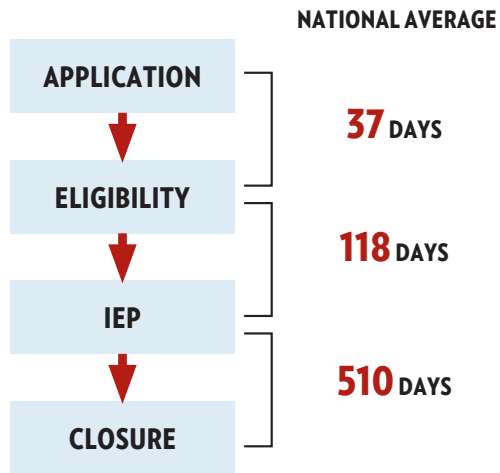 NATIONAL AVERAGE
APPLICATION
37 DAYS
ELIGIBILITY
118 DAYS
IEP
510 DAYS
CLOSURE